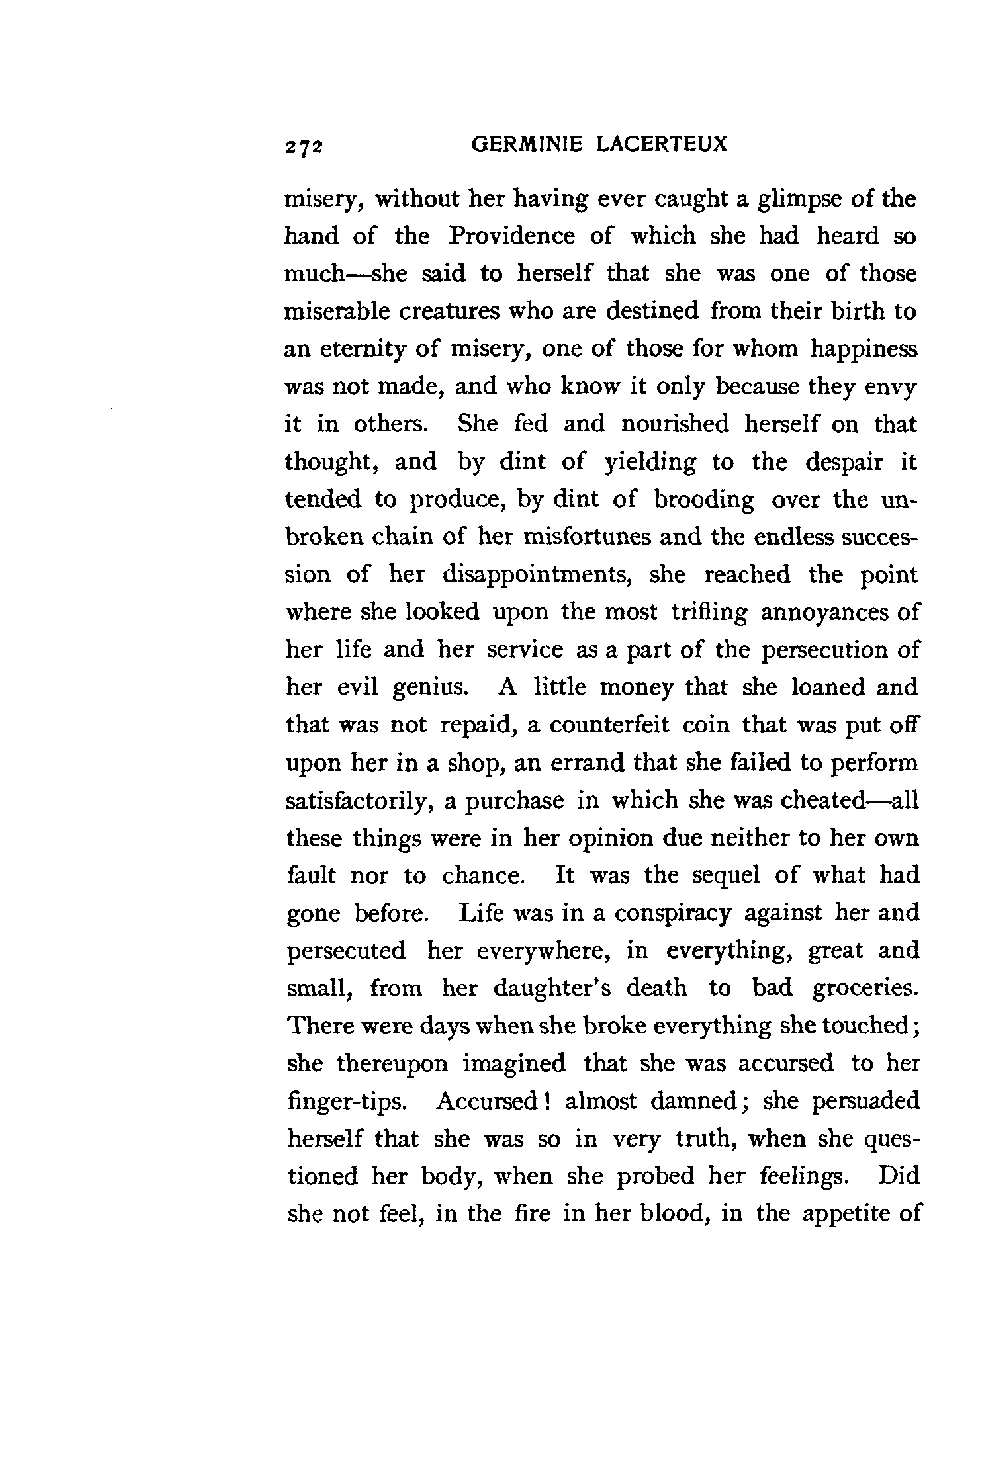 272 GERMINIE LACERTEUX
misery, without her having ever caught a glimpse of the
hand of the Providence of which she had heard so
much—she said to herself that she was one of those
miserable creatures who are destined from their birth to
an eternity of misery, one of those for whom happiness
was not made, and who know it only because they envy
it in others. She fed and nourished herself on that
thought, and by dint of yielding to the despair it
tended to produce, by dint of brooding over the un-
broken chain of her misfortunes and the endless succes-
sion of her disappointments, she reached the point
where she looked upon the most trifling annoyances of
her life and her service as a part of the persecution of
her evil genius. A little money that she loaned and
that was not repaid, a counterfeit coin that was put off
upon her in a shop, an errand that she failed to perform
satisfactorily, a purchase in which she was cheated—all
these things were in her opinion due neither to her own
fault nor to chance. It was the sequel of what had
gone before. Life was in a conspiracy against her and
persecuted her everywhere, in everything, great and
small, from her daughter's death to bad groceries.
There were days when she broke everything she touched;
she thereupon imagined that she was accursed to her
finger-tips. Accursed! almost damned; she persuaded
herself that she was so in very truth, when she ques-
tioned her body, when she probed her feelings. Did
she not feel, in the fire in her blood, in the appetite of